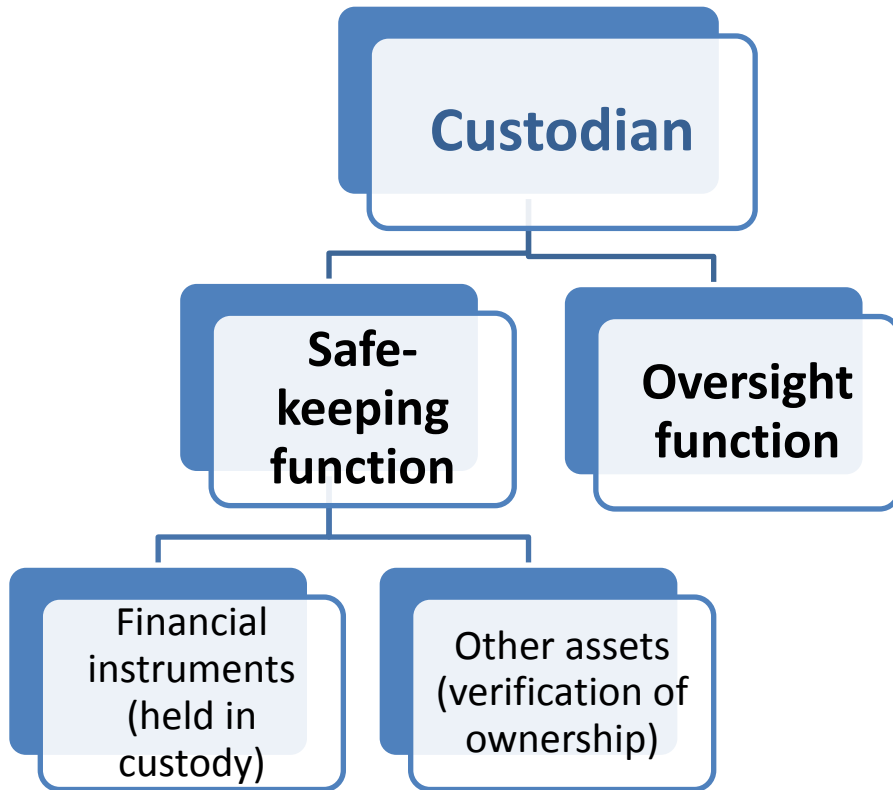 Custodian
Safe-
keeping
function
Oversight
function
Financial
instruments
(held in
custody)
Other assets
(verification of
ownership)